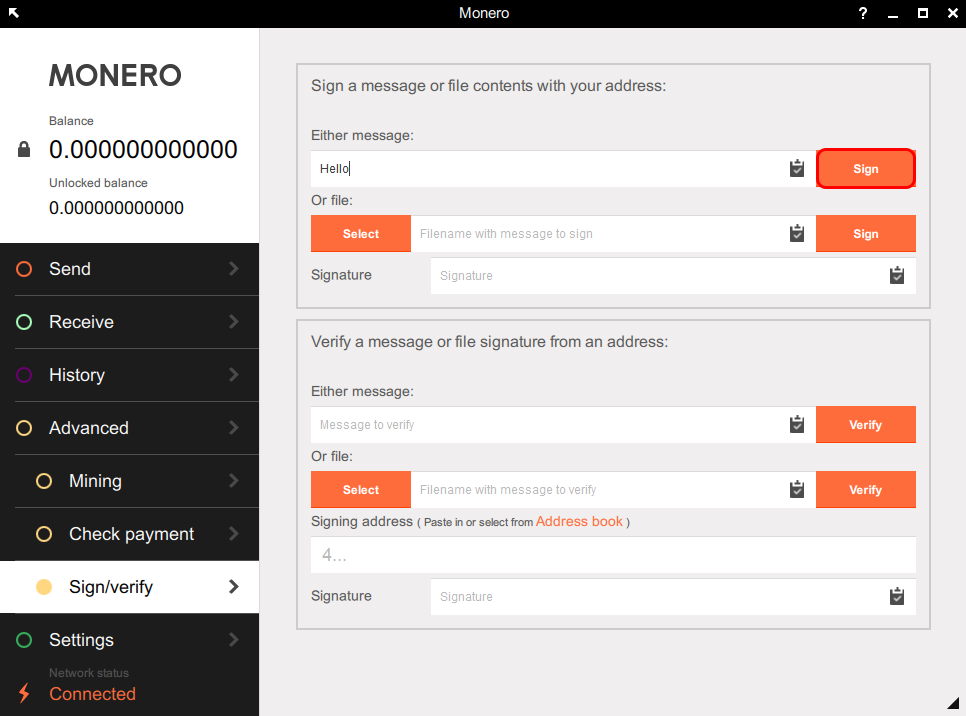 Monero
?
MONERO
Balance
0.000000000000
Unlocked balance
0.000000000000
Send
Receive
History
Advanced
Mining
Check payment
Sign/verify
Settings
Network status
Connected
Sign a message or file contents with your address:
Either message:
Hello
Sign
Or file:
Select
Filename with message to sign
Sign
Signature
Signature
Verify a message or file signature from an address:
Either message:
Message to verify
Verify
Or file:
Select
Filename with message to verify
Verify
Signing address ( Paste in or select from Address book )
4...
Signature
Signature